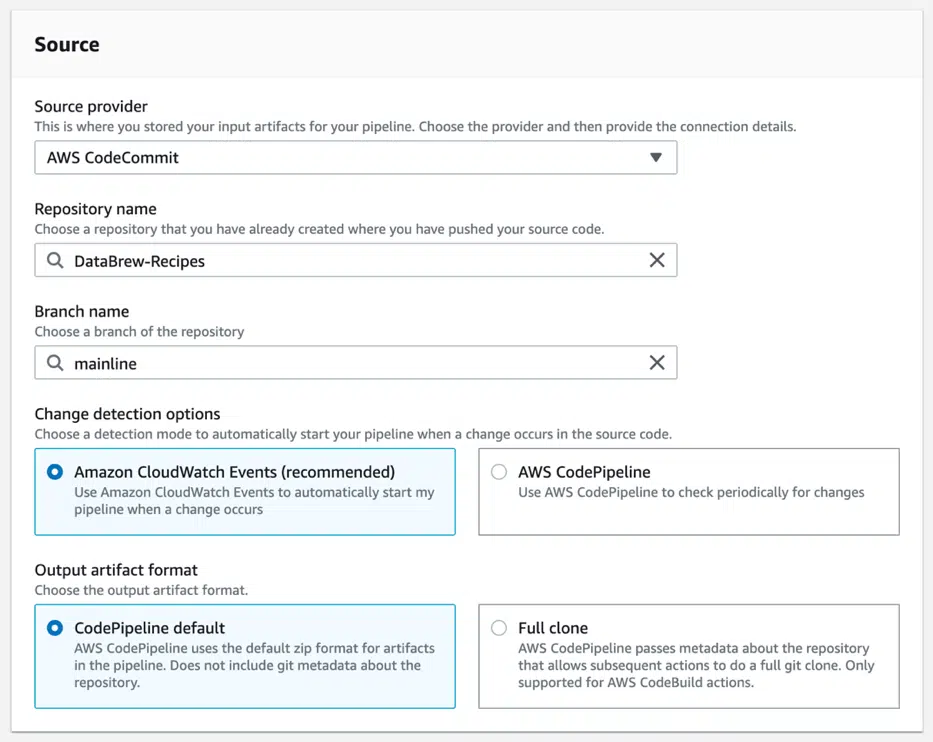 Source
Source provider
This is where you stored your input artifacts for your pipeline. Choose the provider and then provide the connection details.
AWS CodeCommit
Repository name
Choose a repository that you have already created where you have pushed your source code.
DataBrew-Recipes
Branch name
Choose a branch of the repository
mainline
Change detection options
Choose a detection mode to automatically start your pipeline when a change occurs in the source code.
Amazon CloudWatch Events (recommended)
Use Amazon CloudWatch Events to automatically start my
pipeline when a change occurs
AWS CodePipeline
Use AWS CodePipeline to check periodically for changes
Output artifact format
Choose the output artifact format.
CodePipeline default
AWS CodePipeline uses the default zip format for artifacts
in the pipeline. Does not include git metadata about the
repository.
Full clone
AWS CodePipeline passes metadata about the repository
that allows subsequent actions to do a full git clone. Only
supported for AWS CodeBuild actions.